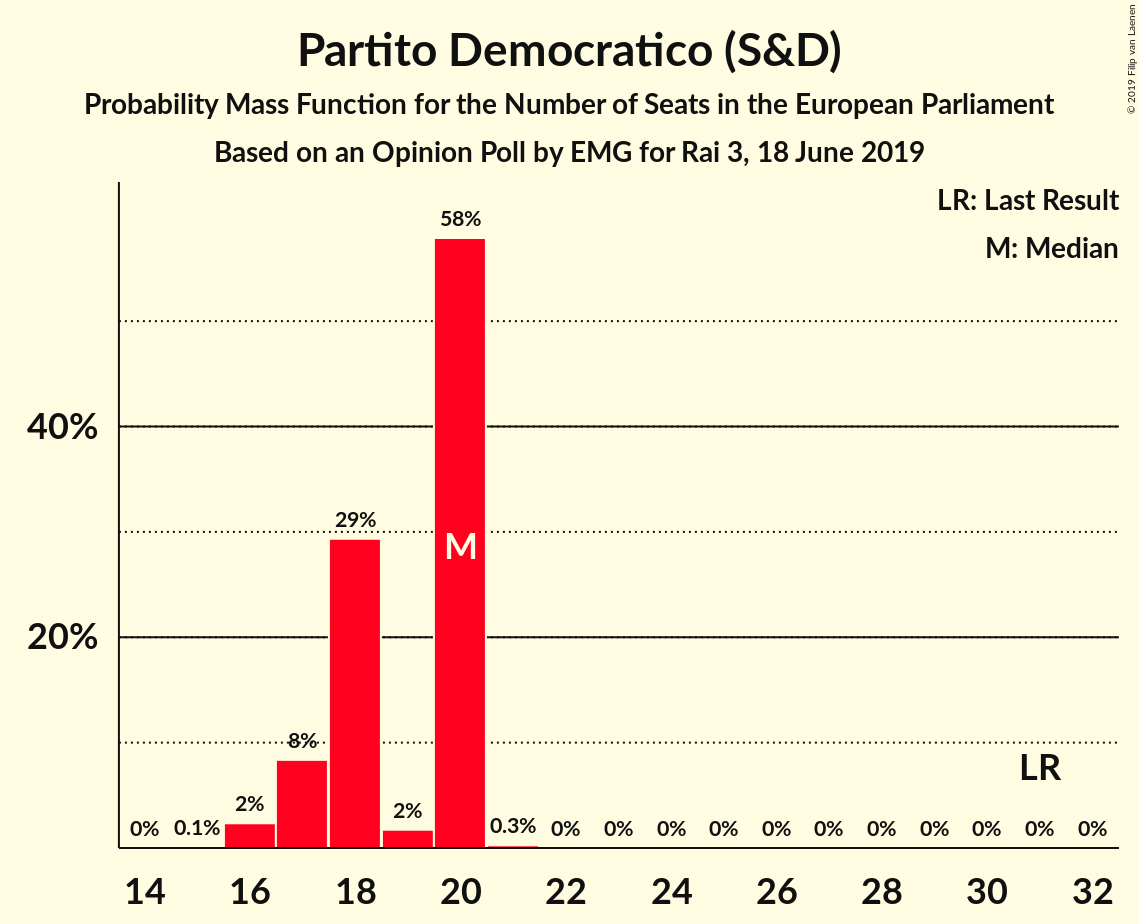 Partito Democratico (S&D)
Probability Mass Function for the Number of Seats in the European Parliament
Based on an Opinion Poll by EMG for Rai 3, 18 June 2019
© 2019 Filip van Laenen
LR: Last Result
M: Median
58%
40%
29%
M
20%
8%
LR
2%
2%
0% 0.1% 0.3% 0% 0% 0% 0% 0% 0% 0% 0% 0% 0% 0%
14 16 18 20 22 24 26 28 30 32